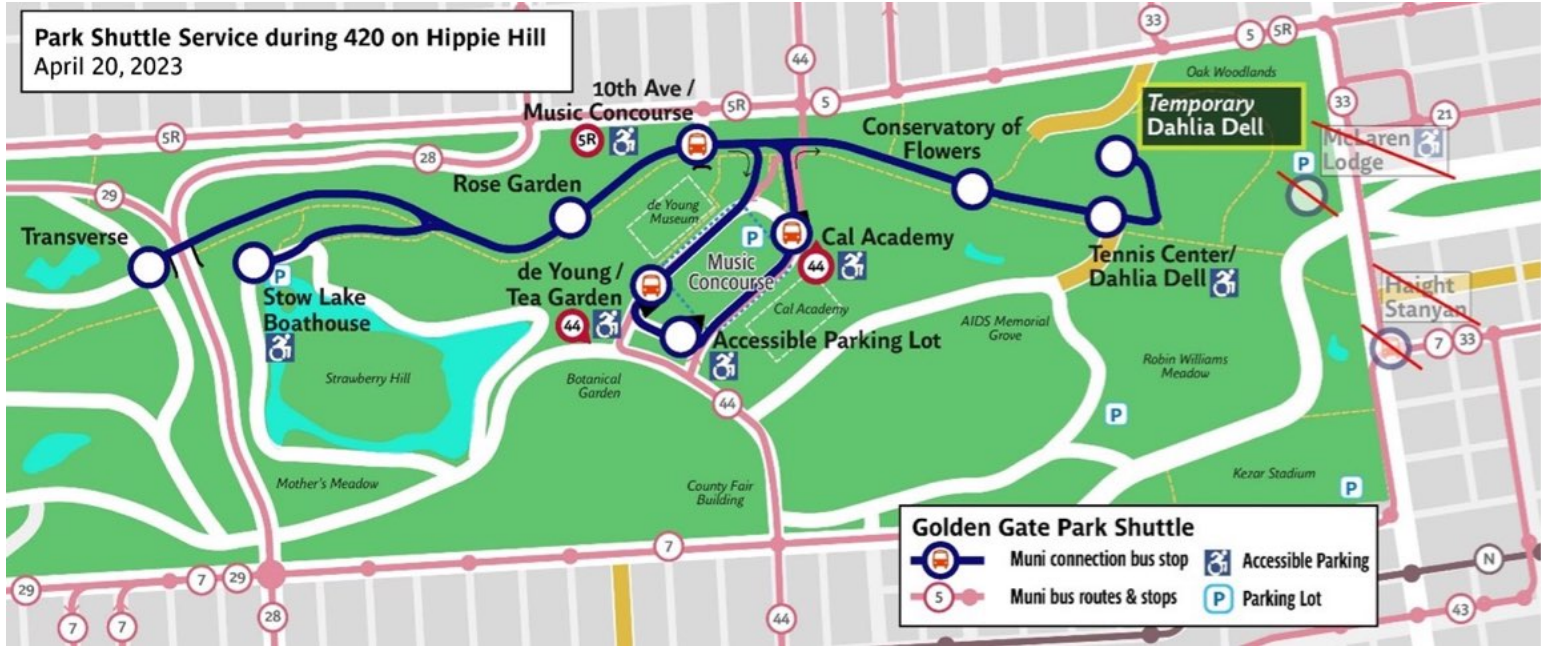 Park Shuttle Service during 420 on Hippie Hill
April 20, 2023
33
5
5R
44
Oak Woodlands
10th Ave /
Music Concourse
5R
5
Temporary
Dahlia Dell
33
21
5R
5R
28
Conservatory of
Flowers
McLaren
Lodge
P
Rose Garden
de Young
Museum
29
Transverse
P
Cal Academy
44
Tennis Center/
Dahlia Dell
Music
Concourse
de Young /
Tea Garden
44
P
Stow Lake
Boathouse
Haight
Stanyan
7
33
Cal Academy
AIDS Memorial
Grove
Accessible Parking Lot
Robin Williams
Meadow
Strawberry Hill
Botanical
Garden
44
P
Mother's Meadow
County Fair
Building
Kezar Stadium
P
7
Golden Gate Park Shuttle
Muni connection bus stop
Accessible Parking
5
Muni bus routes & stops
P
Parking Lot
N
29
7
29
28
7
7
44
43